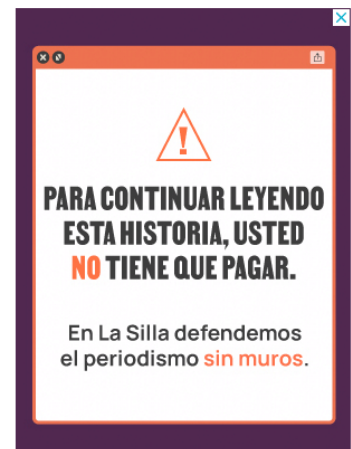 PARA CONTINUAR LEYENDO
ESTA HISTORIA, USTED
NO TIENE QUE PAGAR.
En La Silla defendemos
el periodismo sin muros.